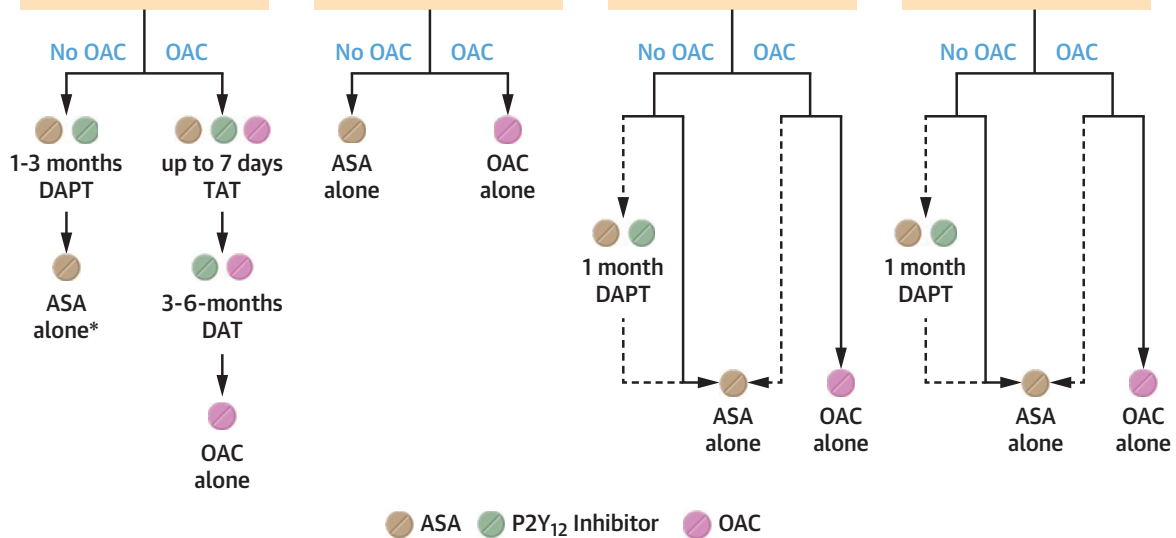 No OAC OAC
1-3 months
DAPT
up to 7 days
TAT
ASA
alone*
3-6-months
DAT
OAC
alone
No OAC OAC
ASA
alone
OAC
alone
No OAC OAC
1 month
DAPT
ASA
alone
OAC
alone
No OAC OAC
1 month
DAPT
ASA
alone
OAC
alone
ASA P2Y₁₂ Inhibitor OAC